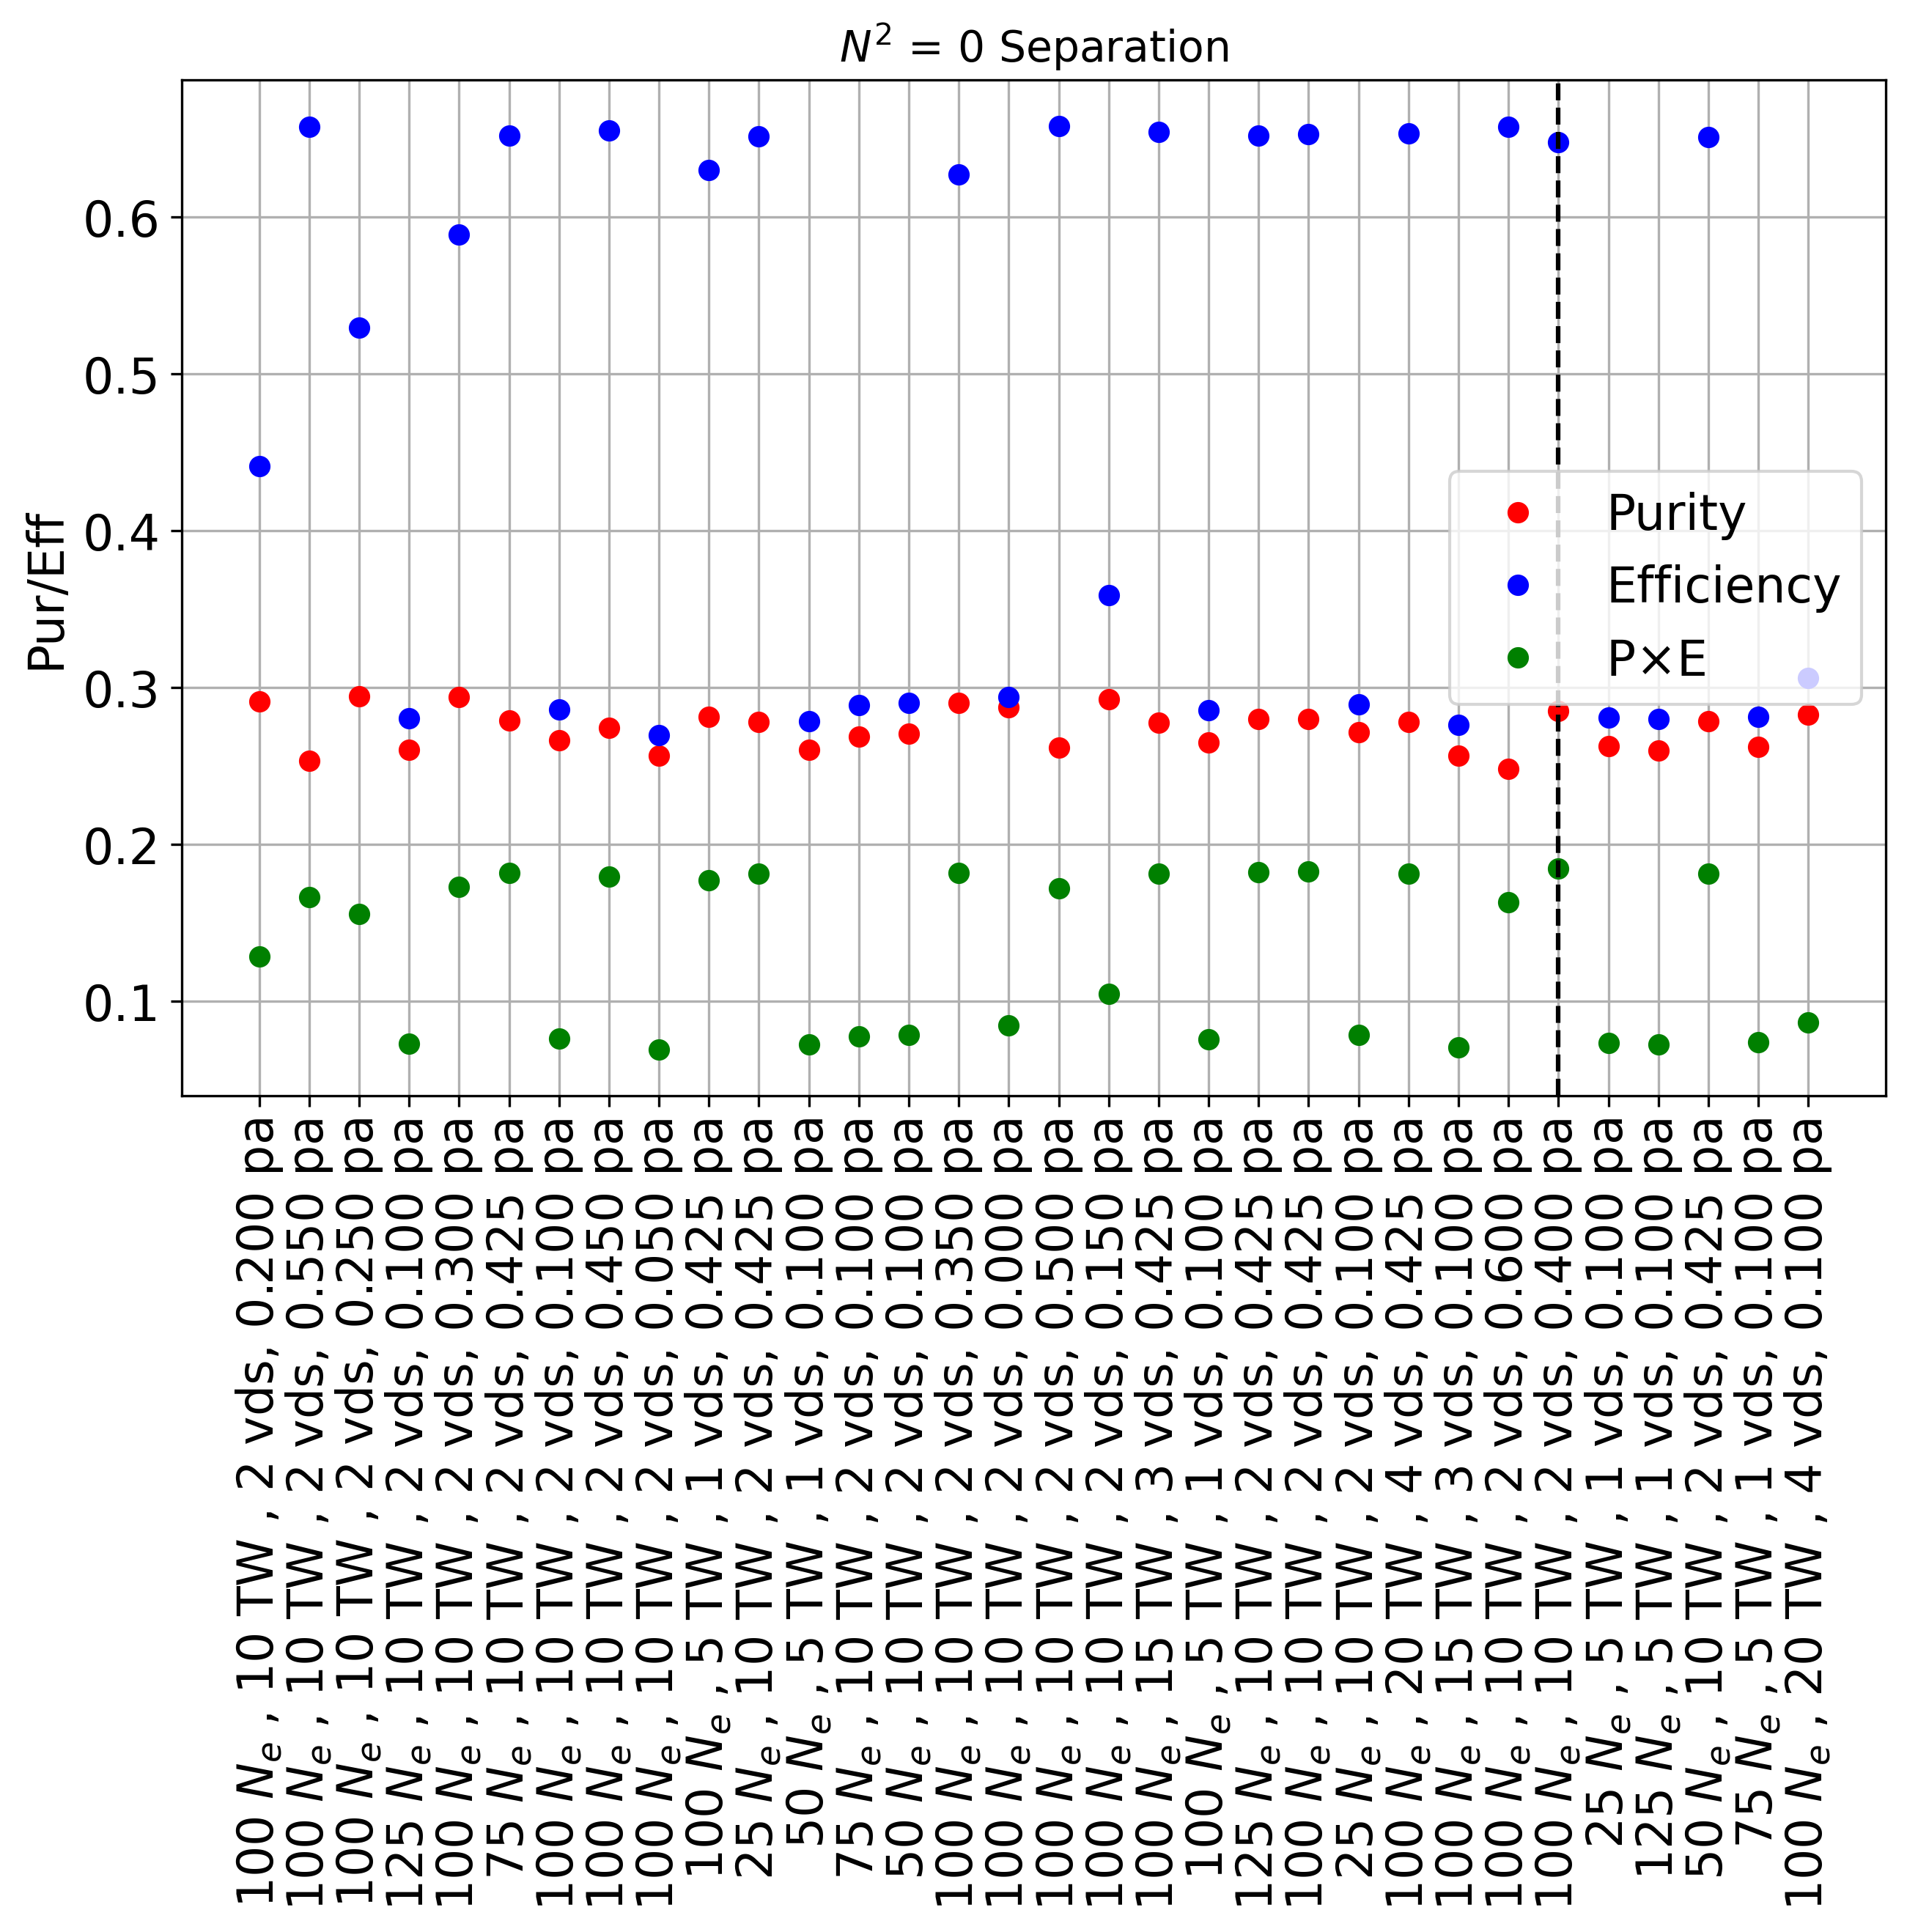 N² = 0 Separation
Pur/Eff
0.6
0.5
0.4
0.3
0.2
0.1
Purity
Efficiency
P×E
100 Nₑ , 10 TW , 2 vds, 0.200 pa
100 Nₑ , 10 TW , 2 vds, 0.550 pa
100 Nₑ , 10 TW , 2 vds, 0.250 pa
125 Nₑ , 10 TW , 2 vds, 0.100 pa
100 Nₑ , 10 TW , 2 vds, 0.300 pa
75 Nₑ , 10 TW , 2 vds, 0.425 pa
100 Nₑ , 10 TW , 2 vds, 0.100 pa
100 Nₑ , 10 TW , 2 vds, 0.450 pa
100 Nₑ , 10 TW , 2 vds, 0.050 pa
100 Nₑ , 5 TW , 1 vds, 0.425 pa
25 Nₑ , 10 TW , 2 vds, 0.425 pa
50 Nₑ , 5 TW , 1 vds, 0.100 pa
75 Nₑ , 10 TW , 2 vds, 0.100 pa
50 Nₑ , 10 TW , 2 vds, 0.100 pa
100 Nₑ , 10 TW , 2 vds, 0.350 pa
100 Nₑ , 10 TW , 2 vds, 0.000 pa
100 Nₑ , 10 TW , 2 vds, 0.500 pa
100 Nₑ , 10 TW , 2 vds, 0.150 pa
100 Nₑ , 15 TW , 3 vds, 0.425 pa
100 Nₑ , 5 TW , 1 vds, 0.100 pa
125 Nₑ , 10 TW , 2 vds, 0.425 pa
100 Nₑ , 10 TW , 2 vds, 0.425 pa
25 Nₑ , 10 TW , 2 vds, 0.100 pa
100 Nₑ , 20 TW , 4 vds, 0.425 pa
100 Nₑ , 15 TW , 3 vds, 0.100 pa
100 Nₑ , 10 TW , 2 vds, 0.600 pa
100 Nₑ , 10 TW , 2 vds, 0.400 pa
25 Nₑ , 5 TW , 1 vds, 0.100 pa
125 Nₑ , 5 TW , 1 vds, 0.100 pa
50 Nₑ , 10 TW , 2 vds, 0.425 pa
75 Nₑ , 5 TW , 1 vds, 0.100 pa
100 Nₑ , 20 TW , 4 vds, 0.100 pa